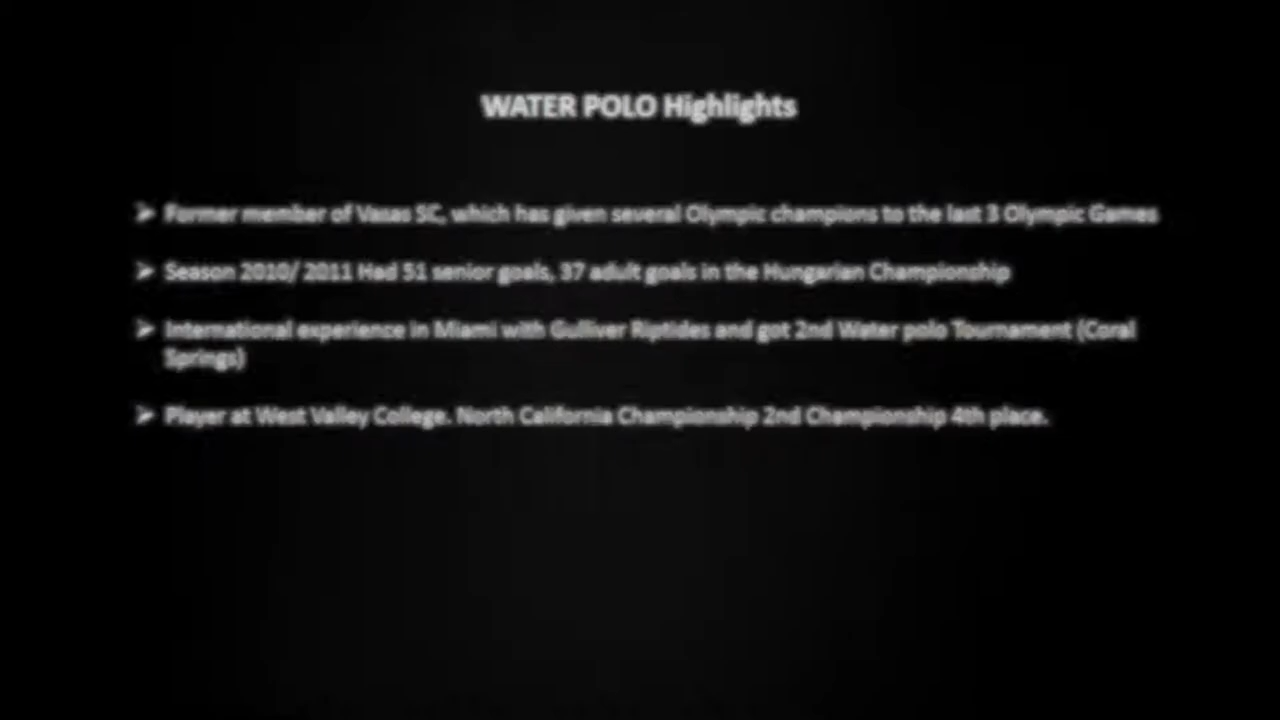 WATER POLO Highlights
➤ Former member of Vasas SC, which has given several Olympic champions to the last 3 Olympic Games
➤ Season 2010/ 2011 Had 51 senior goals, 37 adult goals in the Hungarian Championship
➤ International experience in Miami with Gulliver Riptides and got 2nd Water polo Tournament (Coral
Springs)
➤ Player at West Valley College. North California Championship 2nd Championship 4th place.